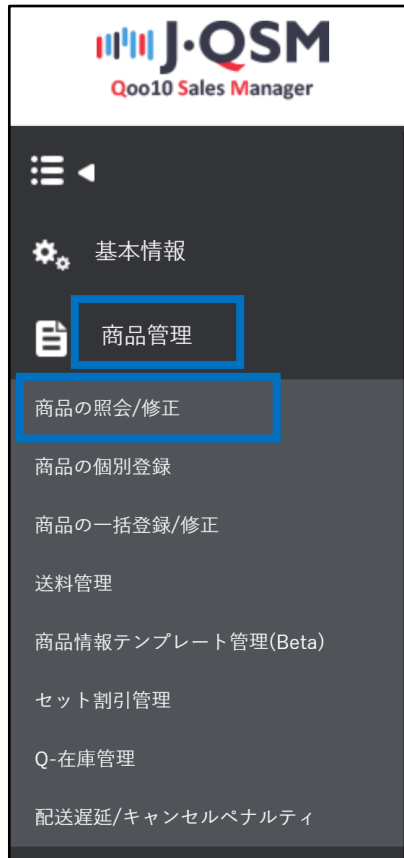 J·QSM
Qoo10 Sales Manager
基本情報
商品管理
商品の照会/修正
商品の個別登録
商品の一括登録/修正
送料管理
商品情報テンプレート管理(Beta)
セット割引管理
Q-在庫管理
配送遅延/キャンセルペナルティ